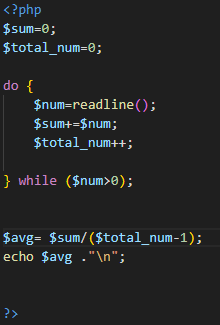 <?php
$sum=0;
$total_num=0;
do {
$num=readline();
$sum+=$num;
$total_num++;
} while ($num>0);
$avg= $sum/($total_num-1);
echo $avg ."\n";
?>